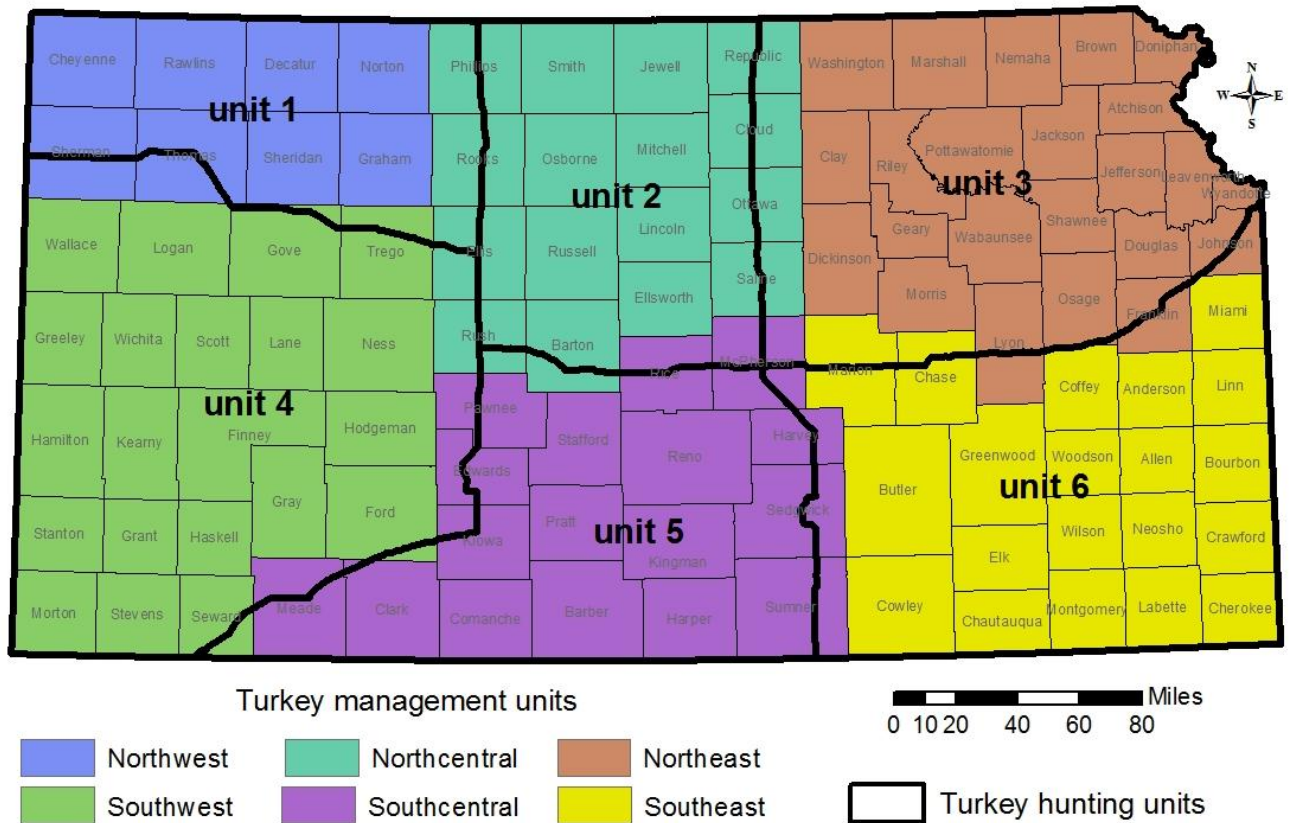 Cheyenne Rawlins Decatur Norton Phillips Smith Jewell Republic Washington Marshall Nemaha Brown Doniphan
unit 1
N
W E
S
Atchison
Sherman Thomas Sheridan Graham Rooks Osborne Mitchell Cloud Clay Riley Pottawatomie Jackson
unit 2
unit 3
Jefferson Leavenworth
Wyandotte
Ottawa
Lincoln
Geary Wabaunsee Shawnee
Wallace Logan Gove Trego Ellis Russell Dickinson Douglas Johnson
Saline
Ellsworth
Morris Osage
Franklin Miami
Greeley Wichita Scott Lane Ness Rush Barton Lyon
Rice McPherson Marion Chase
Coffey Anderson Linn
unit 4
Hamilton Kearny Finney Hodgeman Pawnee Stafford Reno Harvey
Greenwood Woodson Allen Bourbon
Edwards
Butler
unit 6
Gray Ford
Stanton Grant Haskell Kiowa Pratt Sedgwick
unit 5
Kingman
Wilson Neosho Crawford
Elk
Morton Stevens Seward Meade Clark Comanche Barber Harper Sumner Cowley Chautauqua Montgomery Labette Cherokee
Turkey management units
Miles
0 10 20 40 60 80
Northwest Northcentral Northeast
Southwest Southcentral Southeast Turkey hunting units